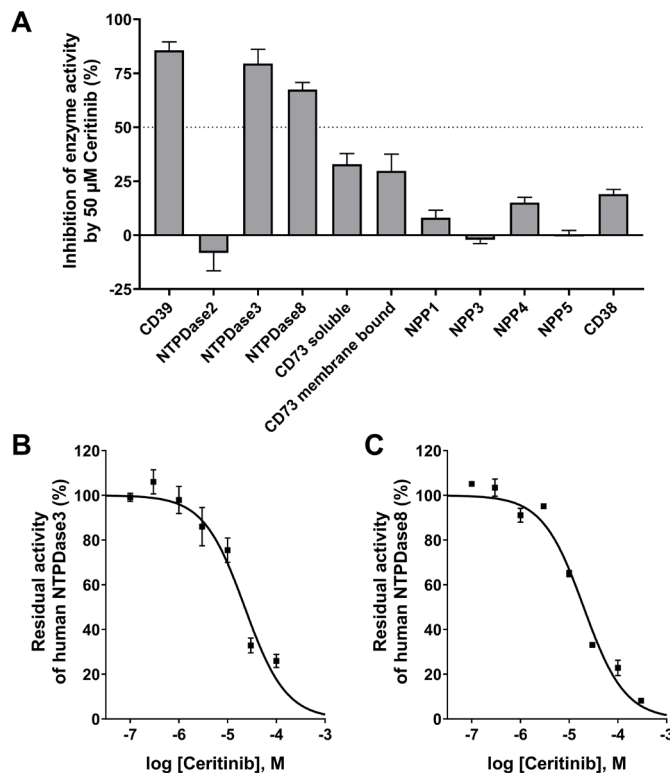 A
Inhibition of enzyme activity
by 50 µM Ceritinib (%)
100
75
50
25
0
-25
CD39
NTPDase2
NTPDase3
NTPDase8
CD73 soluble
CD73 membrane bound
NPP1
NPP3
NPP4
NPP5
CD38
B
Residual activity
of human NTPDase3 (%)
120
100
80
60
40
20
0
-7 -6 -5 -4 -3
log [Ceritinib], M
C
Residual activity
of human NTPDase8 (%)
120
100
80
60
40
20
0
-7 -6 -5 -4 -3
log [Ceritinib], M